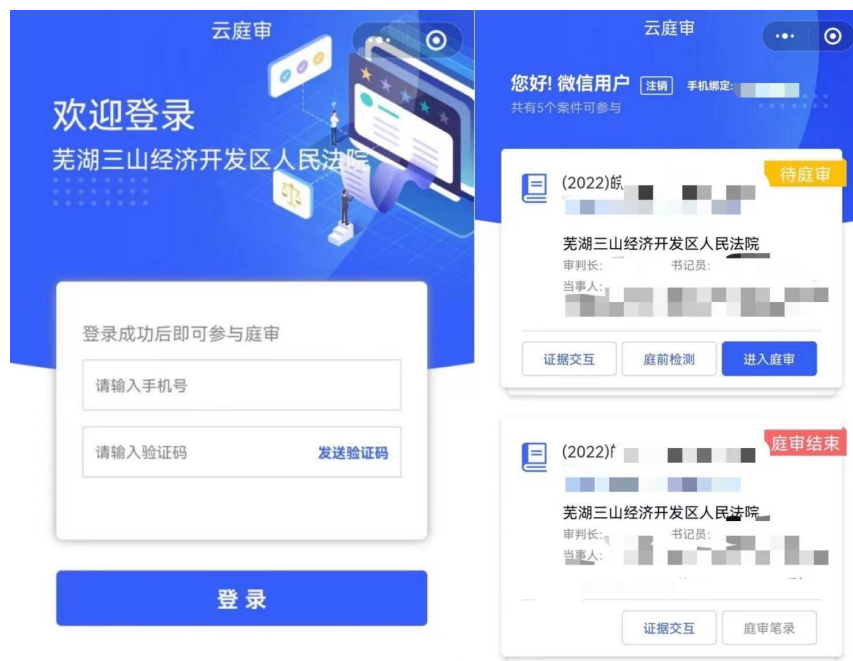 云庭审
欢迎登录
芜湖三山经济开发区人民法院
登录成功后即可参与庭审
请输入手机号
请输入验证码 发送验证码
登录
云庭审
您好! 微信用户 注销 手机绑定:
共有5个案件可参与
待庭审
(2022)皖
芜湖三山经济开发区人民法院
审判长: 书记员:
当事人:
证据交互 庭前检测 进入庭审
庭审结束
(2022)
芜湖三山经济开发区人民法院
审判长: 书记员:
当事人:
证据交互 庭审笔录